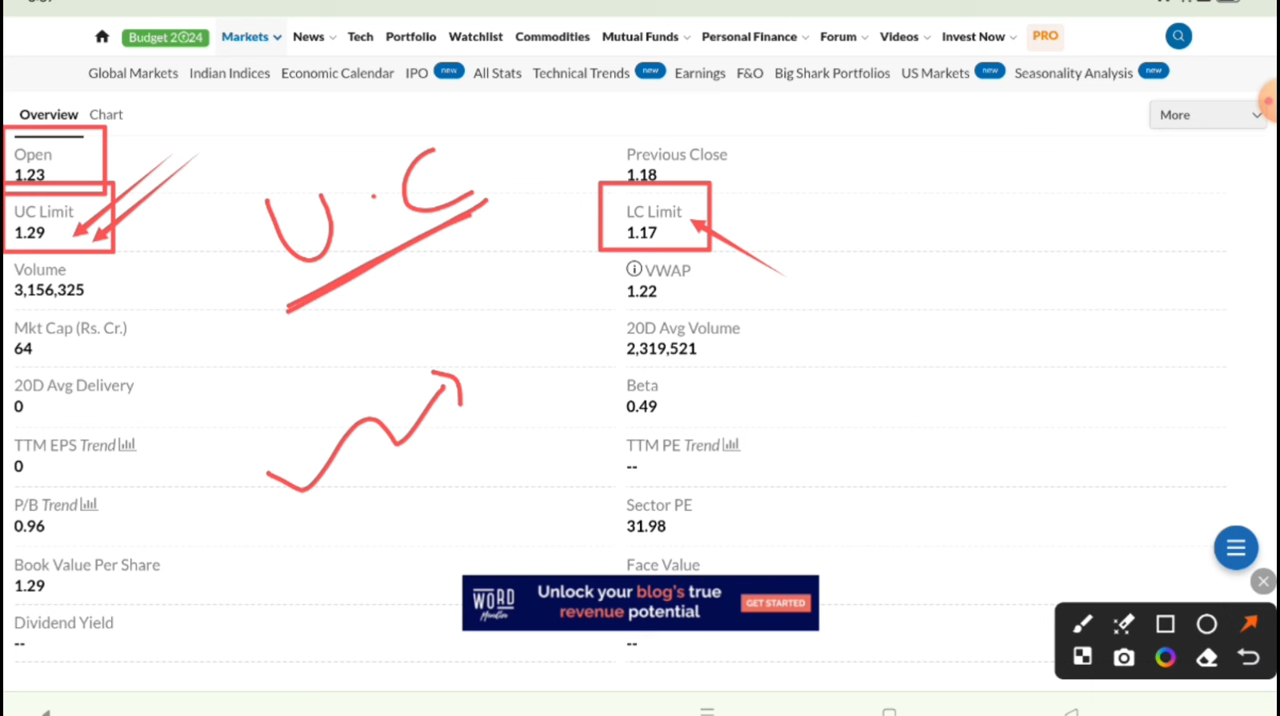 Budget 2024 Markets News Tech Portfolio Watchlist Commodities Mutual Funds Personal Finance Forum Videos Invest Now PRO
Global Markets Indian Indices Economic Calendar IPO new All Stats Technical Trends new Earnings F&O Big Shark Portfolios US Markets new Seasonality Analysis new
Overview Chart
More
Open
1.23
Previous Close
1.18
UC Limit
1.29
U.C
LC Limit
1.17
Volume
3,156,325
VWAP
1.22
Mkt Cap (Rs. Cr.)
64
20D Avg Volume
2,319,521
20D Avg Delivery
0
Beta
0.49
TTM EPS Trend
0
TTM PE Trend
--
P/B Trend
0.96
Sector PE
31.98
Book Value Per Share
1.29
Face Value
WORD
Unlock your blog's true
revenue potential
GET STARTED
Dividend Yield
--
--